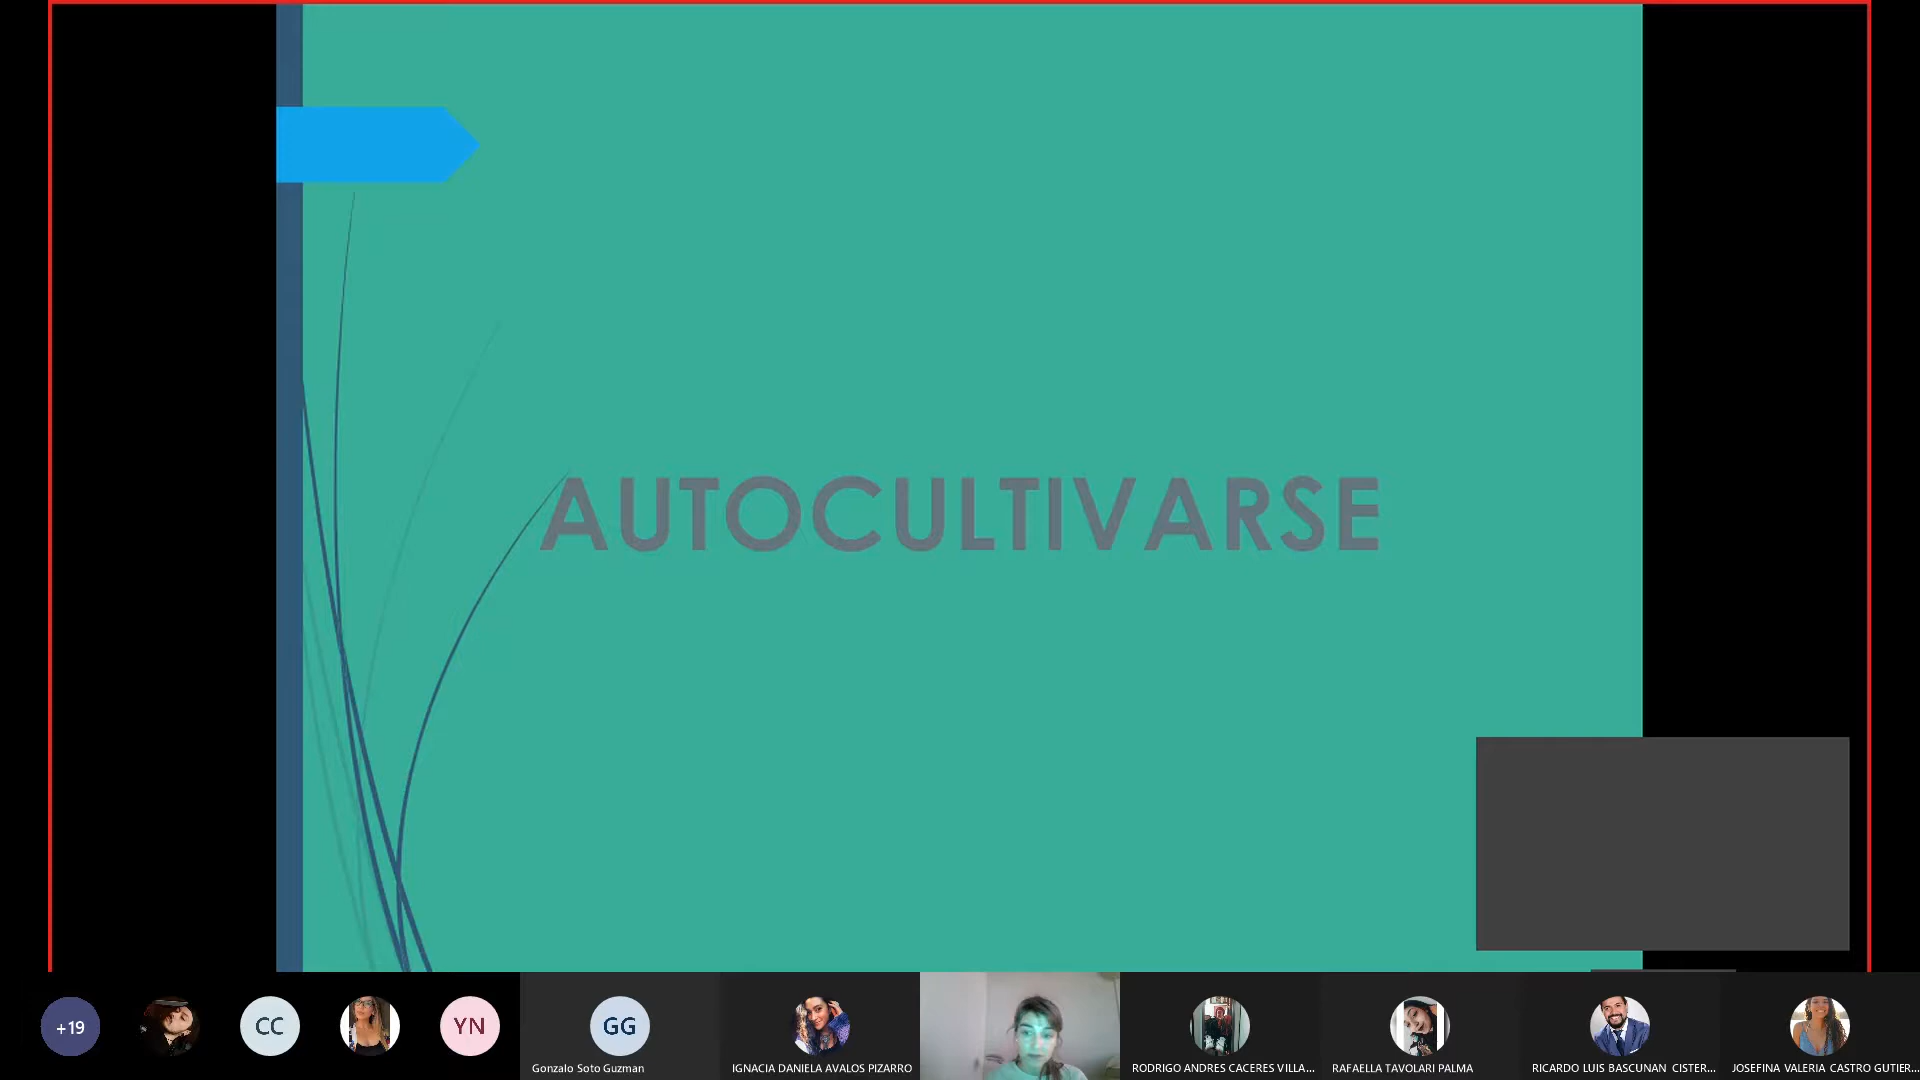 AUTOCULTIVARSE
+19
CC
YN
GG
Gonzalo Soto Guzman
IGNACIA DANIELA AVALOS PIZARRO
RODRIGO ANDRES CACERES VILLA...
RAFAELLA TAVOLARI PALMA
RICARDO LUIS BASCUNAN CISTER...
JOSEFINA VALERIA CASTRO GUTIER...